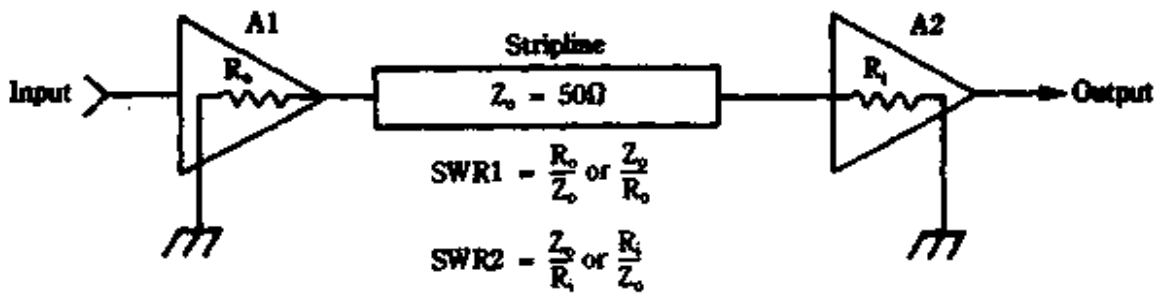 A1
A2
Stripline
Input
Rₒ
Zₒ = 50Ω
Rᵢ
Output
SWR1 = Rₒ/Zₒ or Zₒ/Rₒ
SWR2 = Zₒ/Rᵢ or Rᵢ/Zₒ